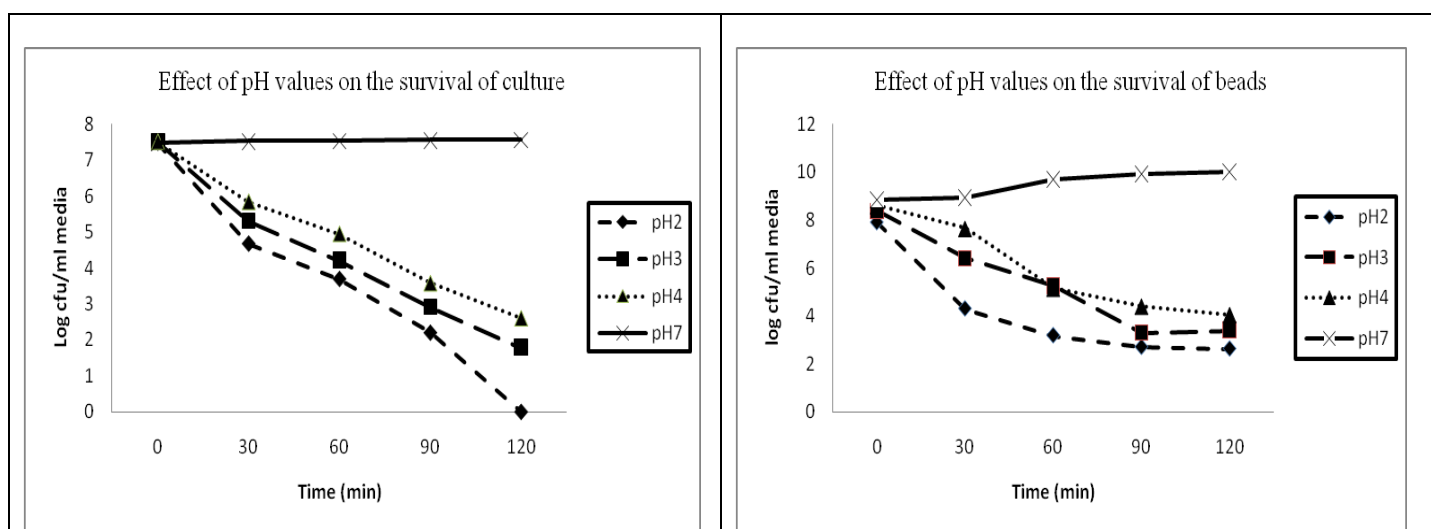 Effect of pH values on the survival of culture
8
7
6
5
4
3
2
1
0
Log cfu/ml media
0 30 60 90 120
Time (min)
pH2
pH3
pH4
pH7
Effect of pH values on the survival of beads
12
10
8
6
4
2
0
log cfu/ml media
0 30 60 90 120
Time (min)
pH2
pH3
pH4
pH7